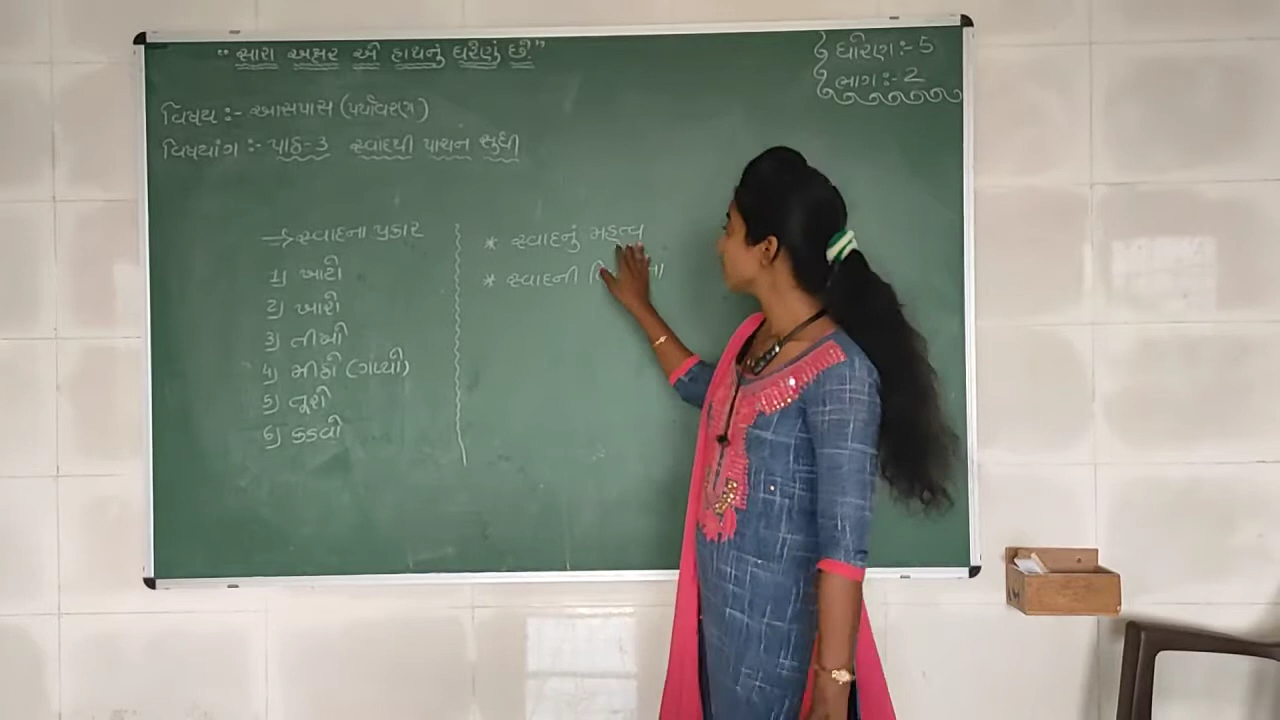 "સારા અક્ષર એ હાથનું ઘરેણું છે."
ધોરણ:- 5
ભાગ:- 2
વિષય :- આસપાસ (પર્યાવરણ)
વિષયાંગ :- પાઠ-3 સ્વાદથી પાચન સુધી
→ સ્વાદના પ્રકાર
1) ખાટો
2) ખારો
3) તીખો
4) મીઠો (ગળ્યો)
5) તૂરો
6) કડવો
* સ્વાદનું મહત્વ
* સ્વાદની